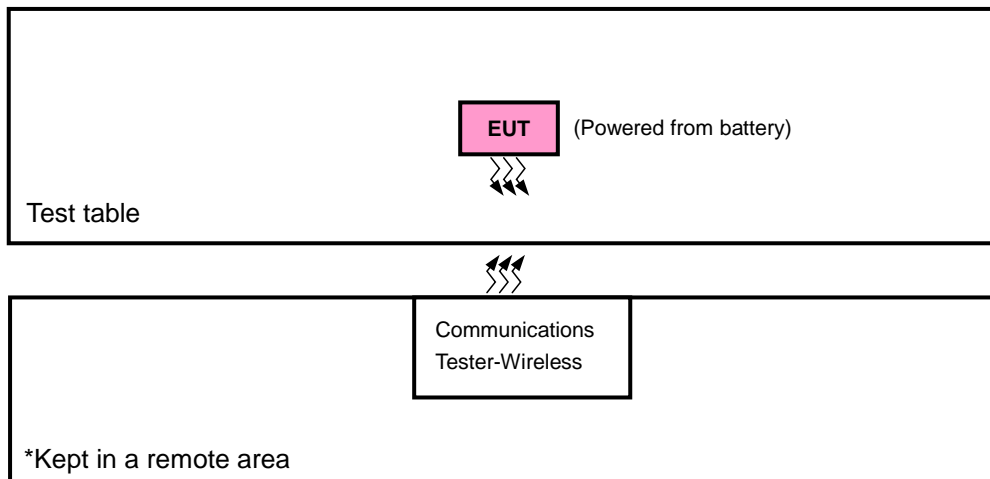 EUT
(Powered from battery)
Test table
Communications
Tester-Wireless
*Kept in a remote area